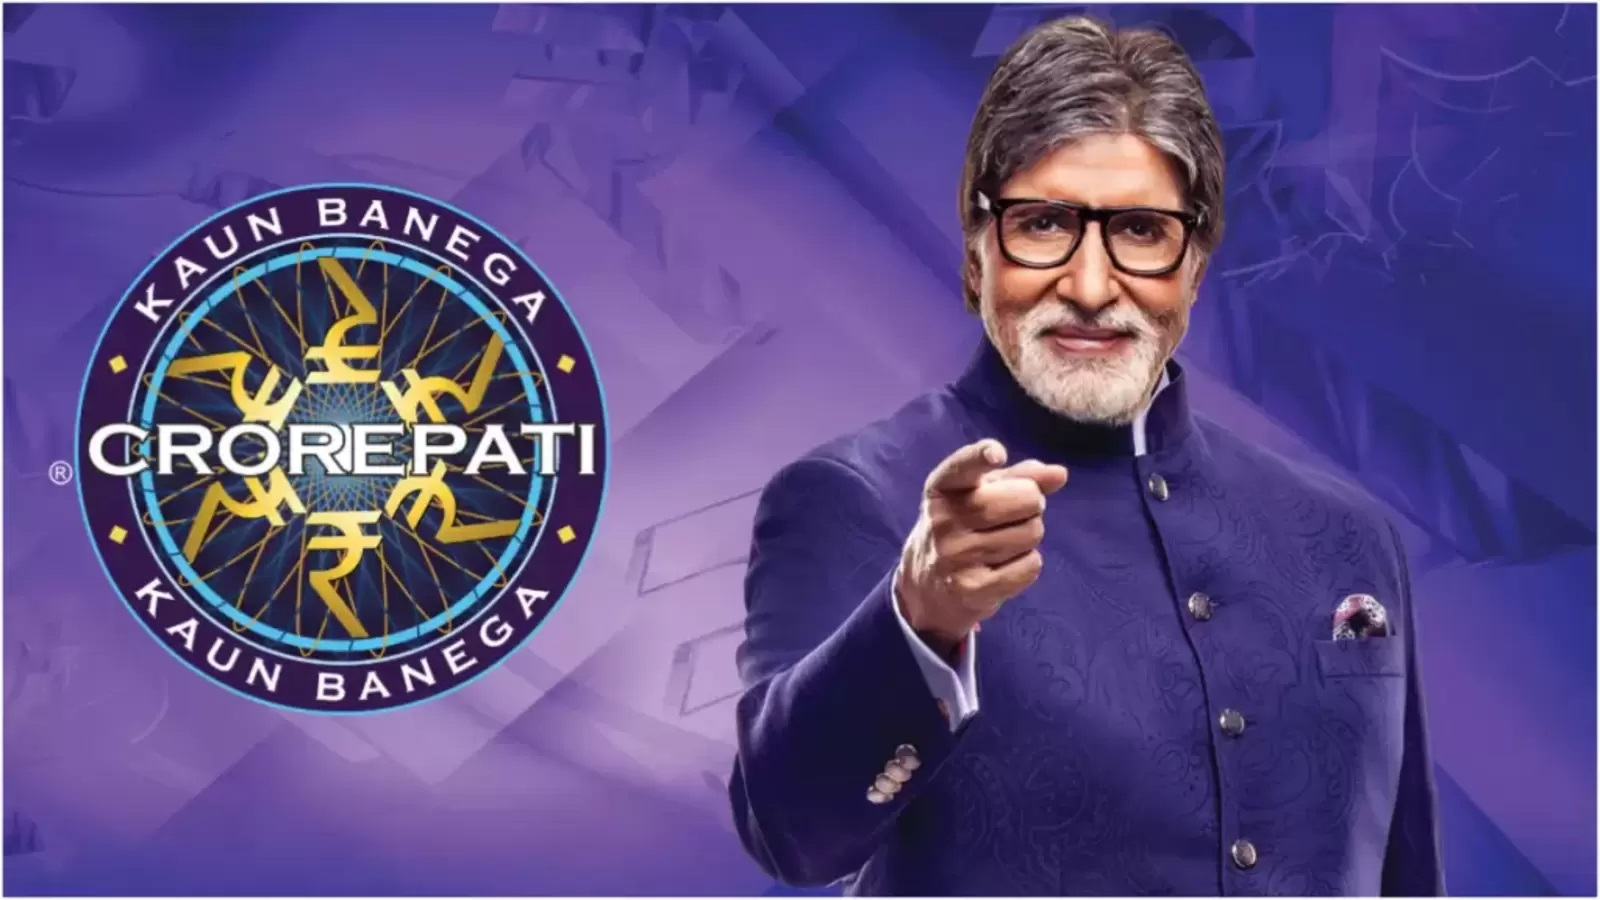 KAUN BANEGA
CROREPATI
®
KAUN BANEGA